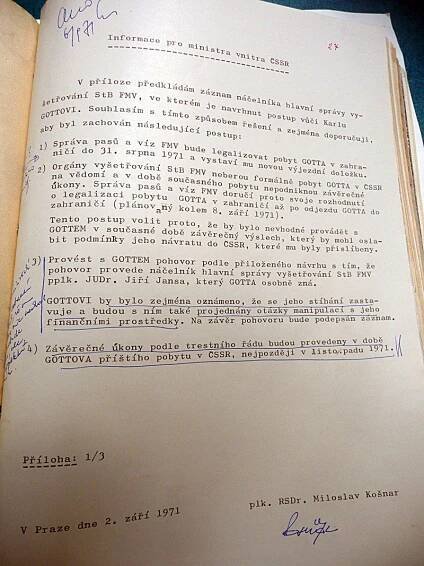 ano
6/9 71
Informace pro ministra vnitra ČSSR
27
V příloze předkládám záznam náčelníka hlavní správy vy-
šetřování StB FMV, ve kterém je navrhnut postup vůči Karlu
GOTTOVI. Souhlasím s tímto způsobem řešení a zejména doporučuji,
aby byl zachován následující postup:
1) Správa pasů a víz FMV bude legalizovat pobyt GOTTA v zahra-
ničí do 31. srpna 1971 a vystaví mu novou výjezdní doložku.
2) Orgány vyšetřování StB FMV neberou formálně pobyt GOTTA v ČSSR
na vědomí a v době současného pobytu nepodniknou závěrečné
úkony. Správa pasů a víz FMV doručí proto svoje rozhodnutí
o legalizaci pobytu GOTTA v zahraničí až po odjezdu GOTTA do
zahraničí (plánován kolem 8. září 1971).
Tento postup volit proto, že by bylo nevhodné provádět s
GOTTEM v současné době závěrečný výslech, který by mohl osla-
bit podmínky jeho návratu do ČSSR, které mu byly přislíbeny.
3) Provést s GOTTEM pohovor podle přiloženého návrhu s tím, že
pohovor provede náčelník hlavní správy vyšetřování StB FMV
pplk. JUDr. Jiří Jansa, který GOTTA osobně zná.
GOTTOVI by bylo zejména oznámeno, že se jeho stíhání zasta-
vuje a budou s ním také projednány otázky manipulací s jeho
finančními prostředky. Na závěr pohovoru bude podepsán záznam.
4) Závěrečné úkony podle trestního řádu budou provedeny v době
GOTTOVA příštího pobytu v ČSSR, nejpozději v listopadu 1971.
Příloha: 1/3
plk. RSDr. Miloslav Košnar
V Praze dne 2. září 1971